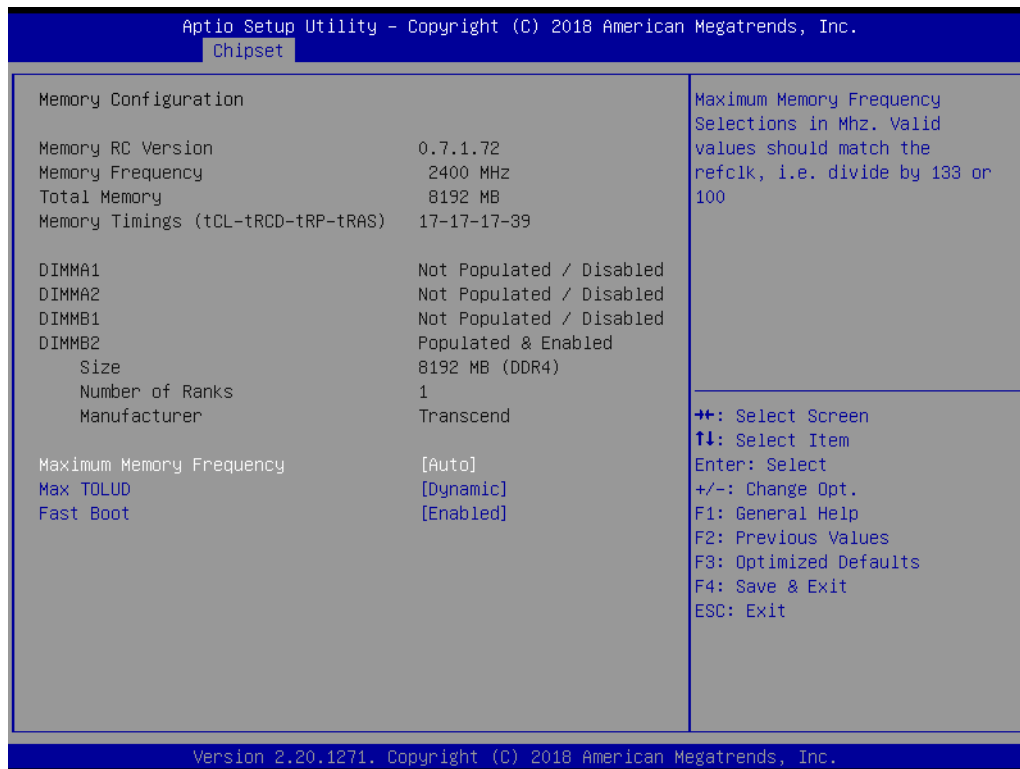 Aptio Setup Utility – Copyright (C) 2018 American Megatrends, Inc.
Chipset
Memory Configuration
Memory RC Version 0.7.1.72
Memory Frequency 2400 MHz
Total Memory 8192 MB
Memory Timings (tCL-tRCD-tRP-tRAS) 17-17-17-39
DIMMA1 Not Populated / Disabled
DIMMA2 Not Populated / Disabled
DIMMB1 Not Populated / Disabled
DIMMB2 Populated & Enabled
Size 8192 MB (DDR4)
Number of Ranks 1
Manufacturer Transcend
Maximum Memory Frequency [Auto]
Max TOLUD [Dynamic]
Fast Boot [Enabled]
Maximum Memory Frequency
Selections in Mhz. Valid
values should match the
refclk, i.e. divide by 133 or
100
→←: Select Screen
↑↓: Select Item
Enter: Select
+/-: Change Opt.
F1: General Help
F2: Previous Values
F3: Optimized Defaults
F4: Save & Exit
ESC: Exit
Version 2.20.1271. Copyright (C) 2018 American Megatrends, Inc.